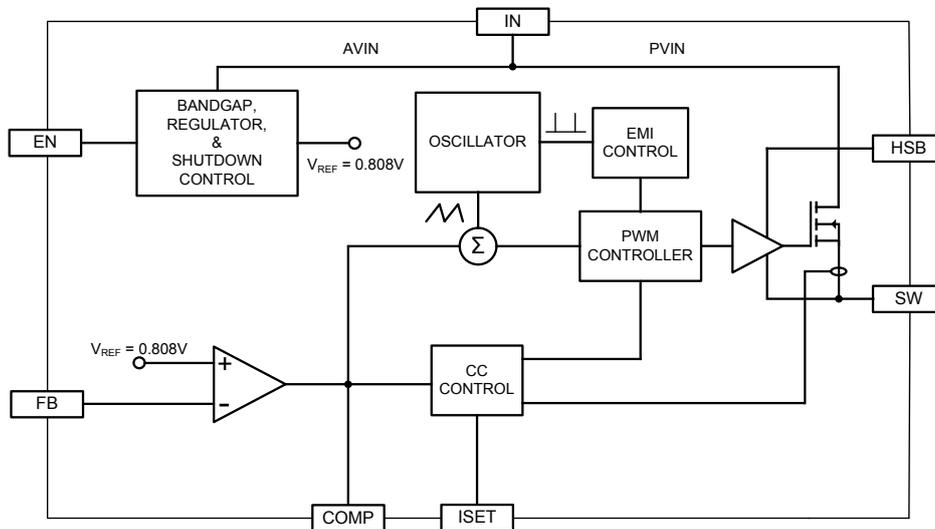 IN
AVIN
PVIN
BANDGAP,
REGULATOR,
&
SHUTDOWN
CONTROL
EN
V_REF = 0.808V
OSCILLATOR
EMI
CONTROL
HSB
Σ
PWM
CONTROLLER
SW
V_REF = 0.808V
+
-
FB
CC
CONTROL
COMP
ISET